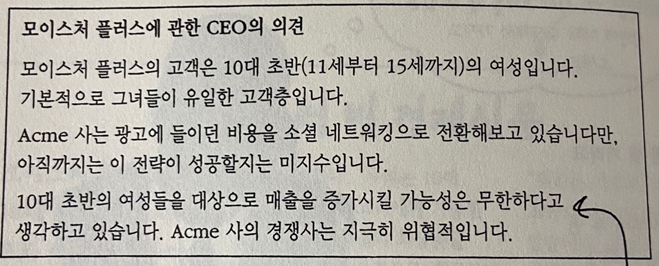 모이스처 플러스에 관한 CEO의 의견
모이스처 플러스의 고객은 10대 초반(11세부터 15세까지)의 여성입니다.
기본적으로 그녀들이 유일한 고객층입니다.
Acme 사는 광고에 들이던 비용을 소셜 네트워킹으로 전환해보고 있습니다만,
아직까지는 이 전략이 성공할지는 미지수입니다.
10대 초반의 여성들을 대상으로 매출을 증가시킬 가능성은 무한하다고
생각하고 있습니다. Acme 사의 경쟁사는 지극히 위협적입니다.